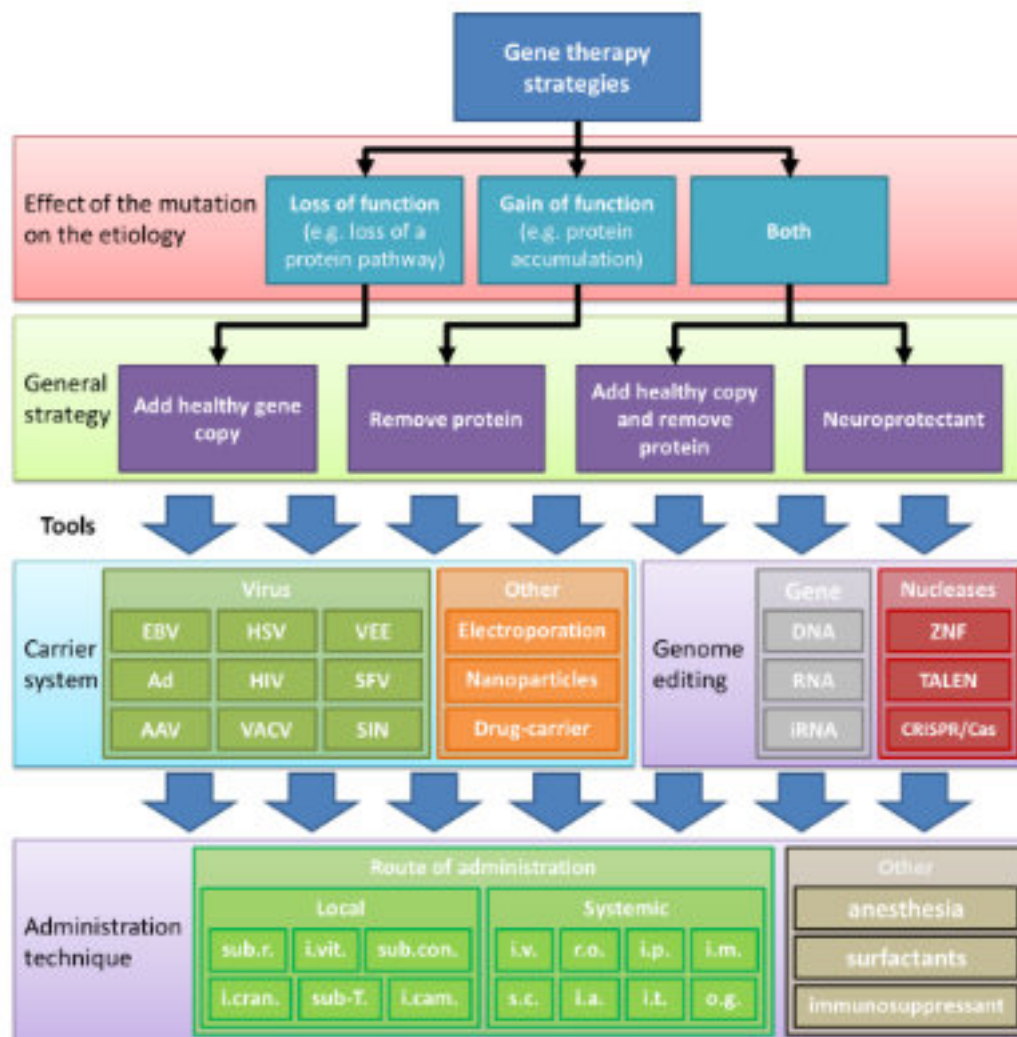 Gene therapy
strategies
Effect of the mutation
on the etiology
Loss of function
(e.g. loss of a
protein pathway)
Gain of function
(e.g. protein
accumulation)
Both
General
strategy
Add healthy gene
copy
Remove protein
Add healthy copy
and remove
protein
Neuroprotectant
Tools
Carrier
system
Virus
EBV
HSV
VEE
Ad
HIV
SFV
AAV
VACV
SIN
Other
Electroporation
Nanoparticles
Drug-carrier
Genome
editing
Gene
DNA
RNA
iRNA
Nucleases
ZNF
TALEN
CRISPR/Cas
Administration
technique
Route of administration
Local
sub.r.
i.vit.
sub.con.
i.cran.
sub-T.
i.cam.
Systemic
i.v.
r.o.
i.p.
i.m.
s.c.
i.a.
i.t.
o.g.
Other
anesthesia
surfactants
immunosuppressant